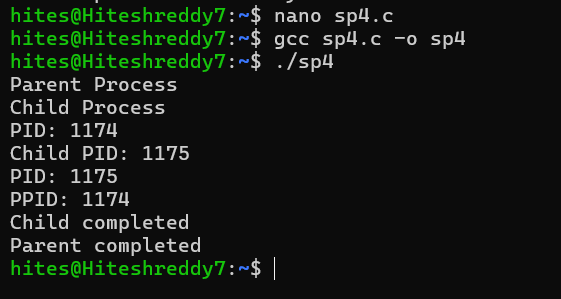 hites@Hiteshreddy7:~$ nano sp4.c
hites@Hiteshreddy7:~$ gcc sp4.c -o sp4
hites@Hiteshreddy7:~$ ./sp4
Parent Process
Child Process
PID: 1174
Child PID: 1175
PID: 1175
PPID: 1174
Child completed
Parent completed
hites@Hiteshreddy7:~$